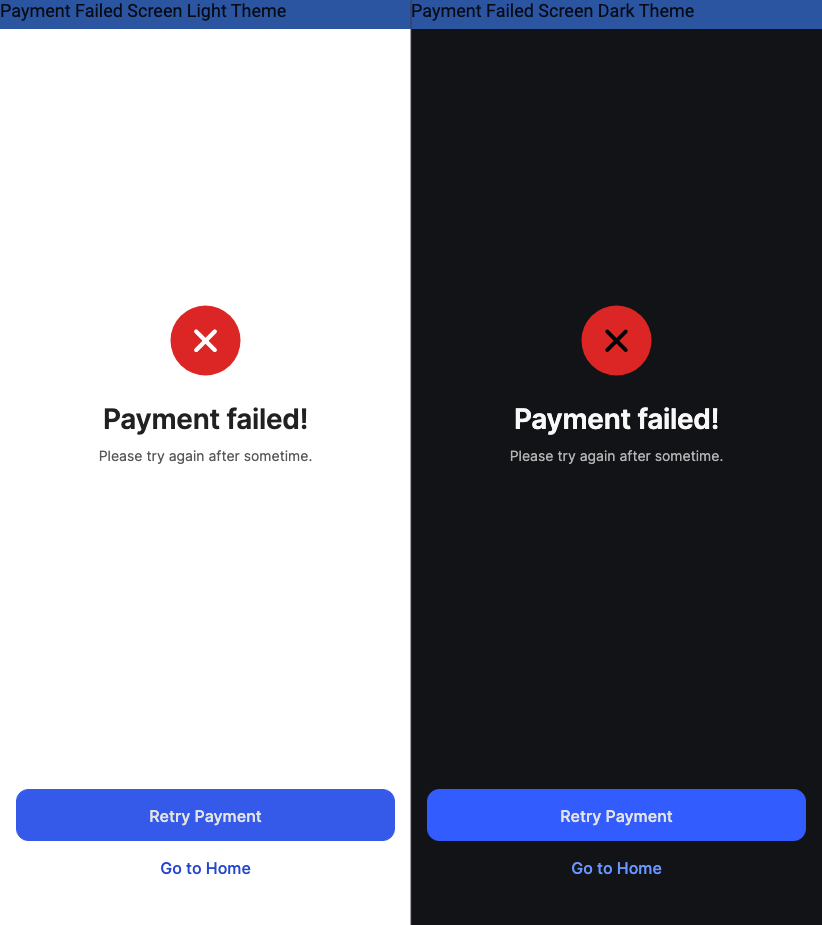 Payment Failed Screen Light Theme
Payment failed!
Please try again after sometime.
Retry Payment
Go to Home
Payment Failed Screen Dark Theme
Payment failed!
Please try again after sometime.
Retry Payment
Go to Home